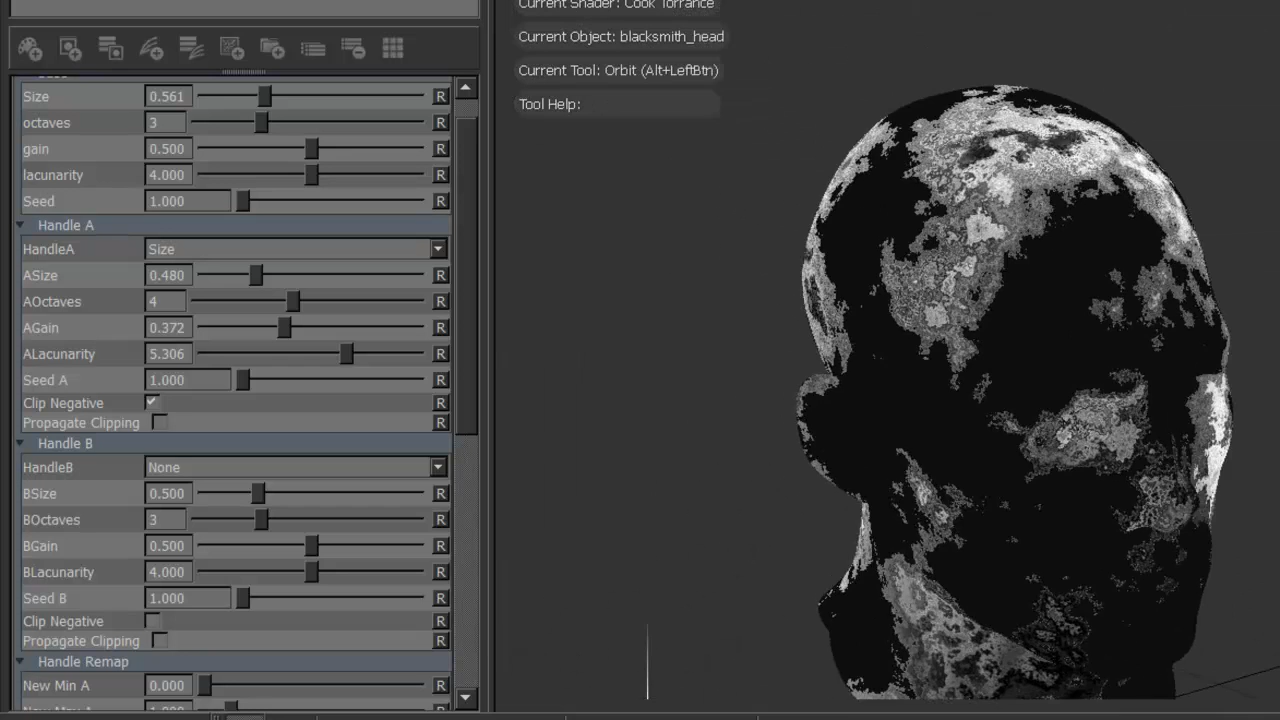 Current Shader: Cook Torrance
Current Object: blacksmith_head
Current Tool: Orbit (Alt+LeftBtn)
Tool Help:
Size 0.561 R
octaves 3 R
gain 0.500 R
lacunarity 4.000 R
Seed 1.000 R
Handle A
HandleA Size
ASize 0.480 R
AOctaves 4 R
AGain 0.372 R
ALacunarity 5.306 R
Seed A 1.000 R
Clip Negative R
Propagate Clipping R
Handle B
HandleB None
BSize 0.500 R
BOctaves 3 R
BGain 0.500 R
BLacunarity 4.000 R
Seed B 1.000 R
Clip Negative R
Propagate Clipping R
Handle Remap
New Min A 0.000 R